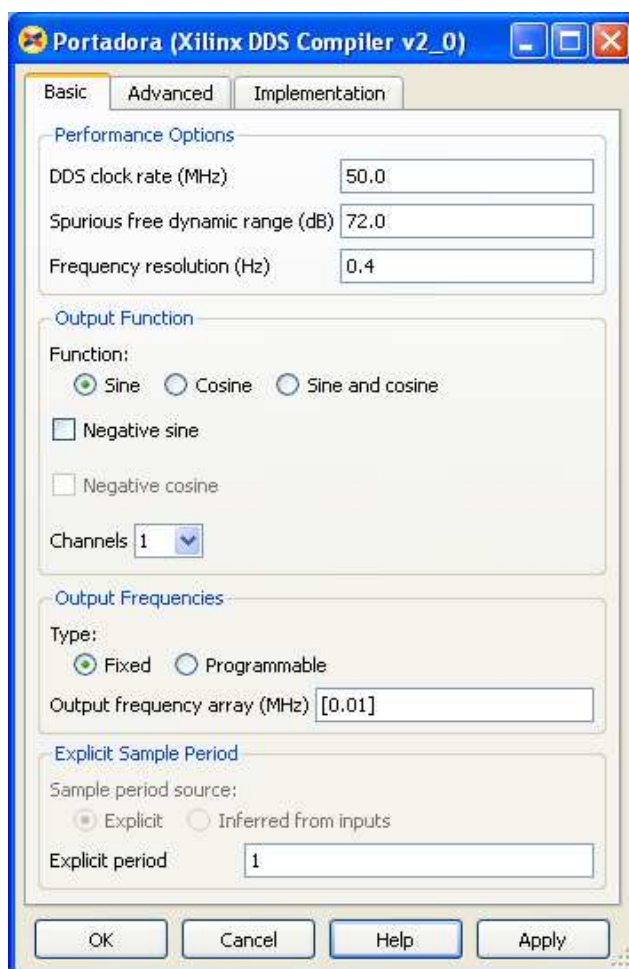 Portadora (Xilinx DDS Compiler v2_0)
Basic Advanced Implementation
Performance Options
DDS clock rate (MHz) 50.0
Spurious free dynamic range (dB) 72.0
Frequency resolution (Hz) 0.4
Output Function
Function:
Sine Cosine Sine and cosine
Negative sine
Negative cosine
Channels 1
Output Frequencies
Type:
Fixed Programmable
Output frequency array (MHz) [0.01]
Explicit Sample Period
Sample period source:
Explicit Inferred from inputs
Explicit period 1
OK Cancel Help Apply